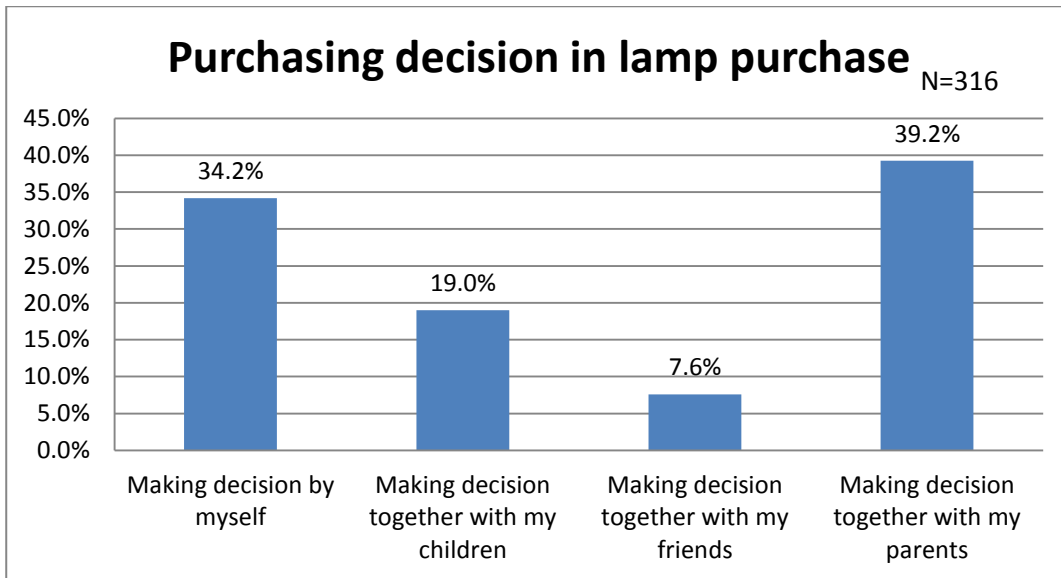 Purchasing decision in lamp purchase
N=316
45.0%
40.0%
35.0%
30.0%
25.0%
20.0%
15.0%
10.0%
5.0%
0.0%
34.2%
19.0%
7.6%
39.2%
Making decision by
myself
Making decision
together with my
children
Making decision
together with my
friends
Making decision
together with my
parents